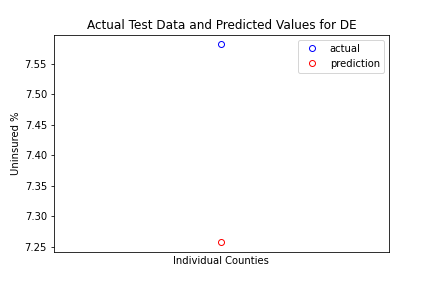 Actual Test Data and Predicted Values for DE
actual
prediction
7.55
7.50
7.45
7.40
7.35
7.30
7.25
Uninsured %
Individual Counties